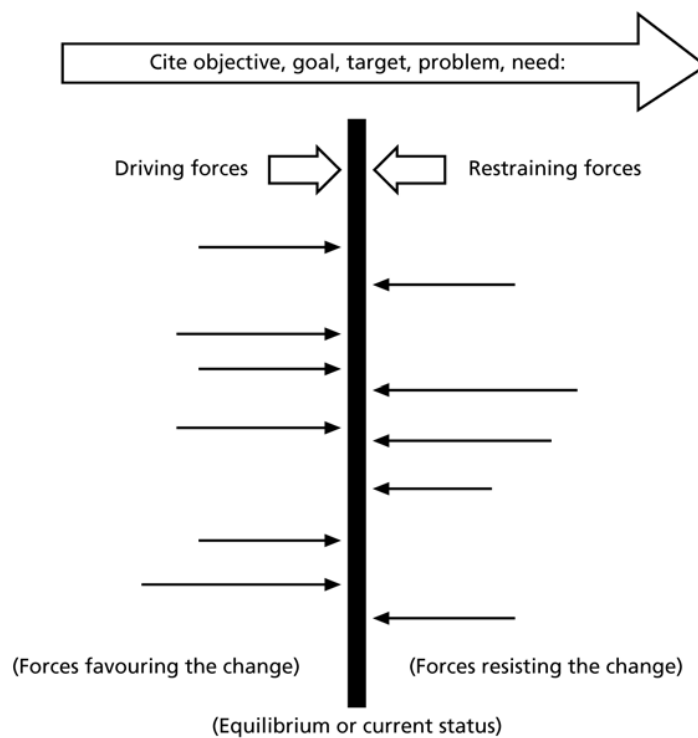 Cite objective, goal, target, problem, need:
Driving forces
Restraining forces
(Forces favouring the change)
(Forces resisting the change)
(Equilibrium or current status)